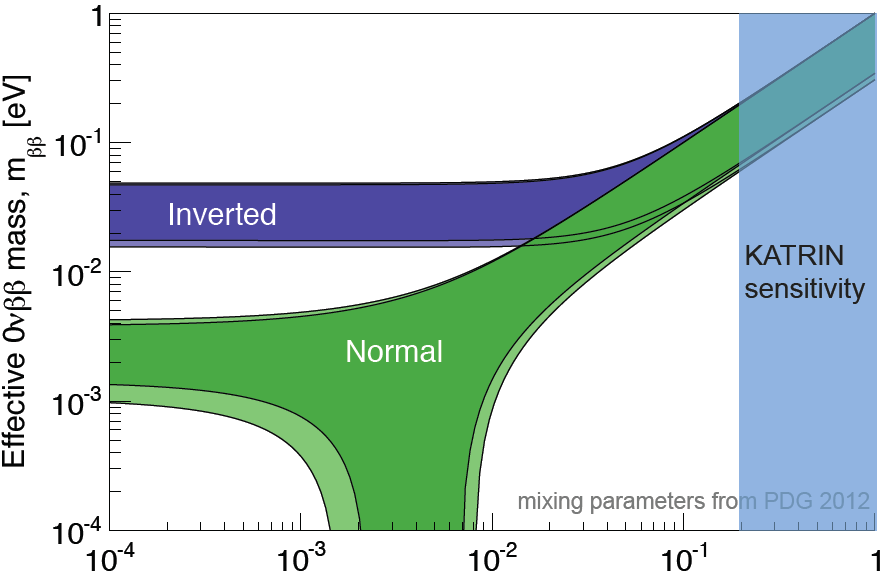 1
10⁻¹
10⁻²
10⁻³
10⁻⁴
Effective 0νββ mass, m_ββ [eV]
Inverted
Normal
KATRIN
sensitivity
mixing parameters from PDG 2012
10⁻⁴
10⁻³
10⁻²
10⁻¹
1